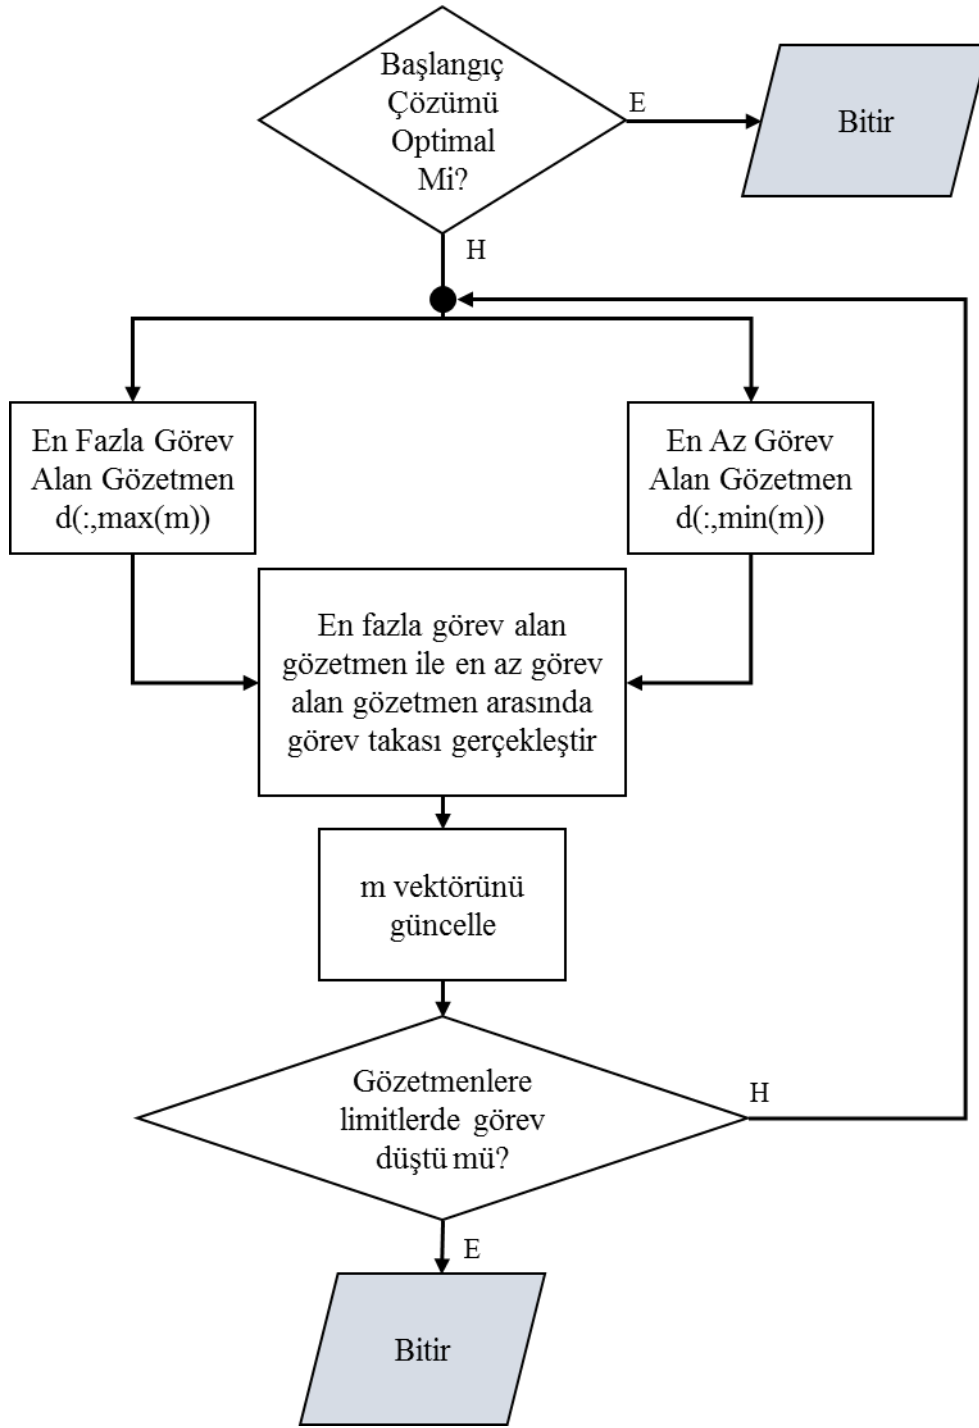 Başlangıç
Çözümü
Optimal
Mi?
E
Bitir
H
En Fazla Görev
Alan Gözetmen
d(:,max(m))
En Az Görev
Alan Gözetmen
d(:,min(m))
En fazla görev alan
gözetmen ile en az görev
alan gözetmen arasında
görev takası gerçekleştir
m vektörünü
güncelle
Gözetmenlere
limitlerde görev
düştü mü?
H
E
Bitir